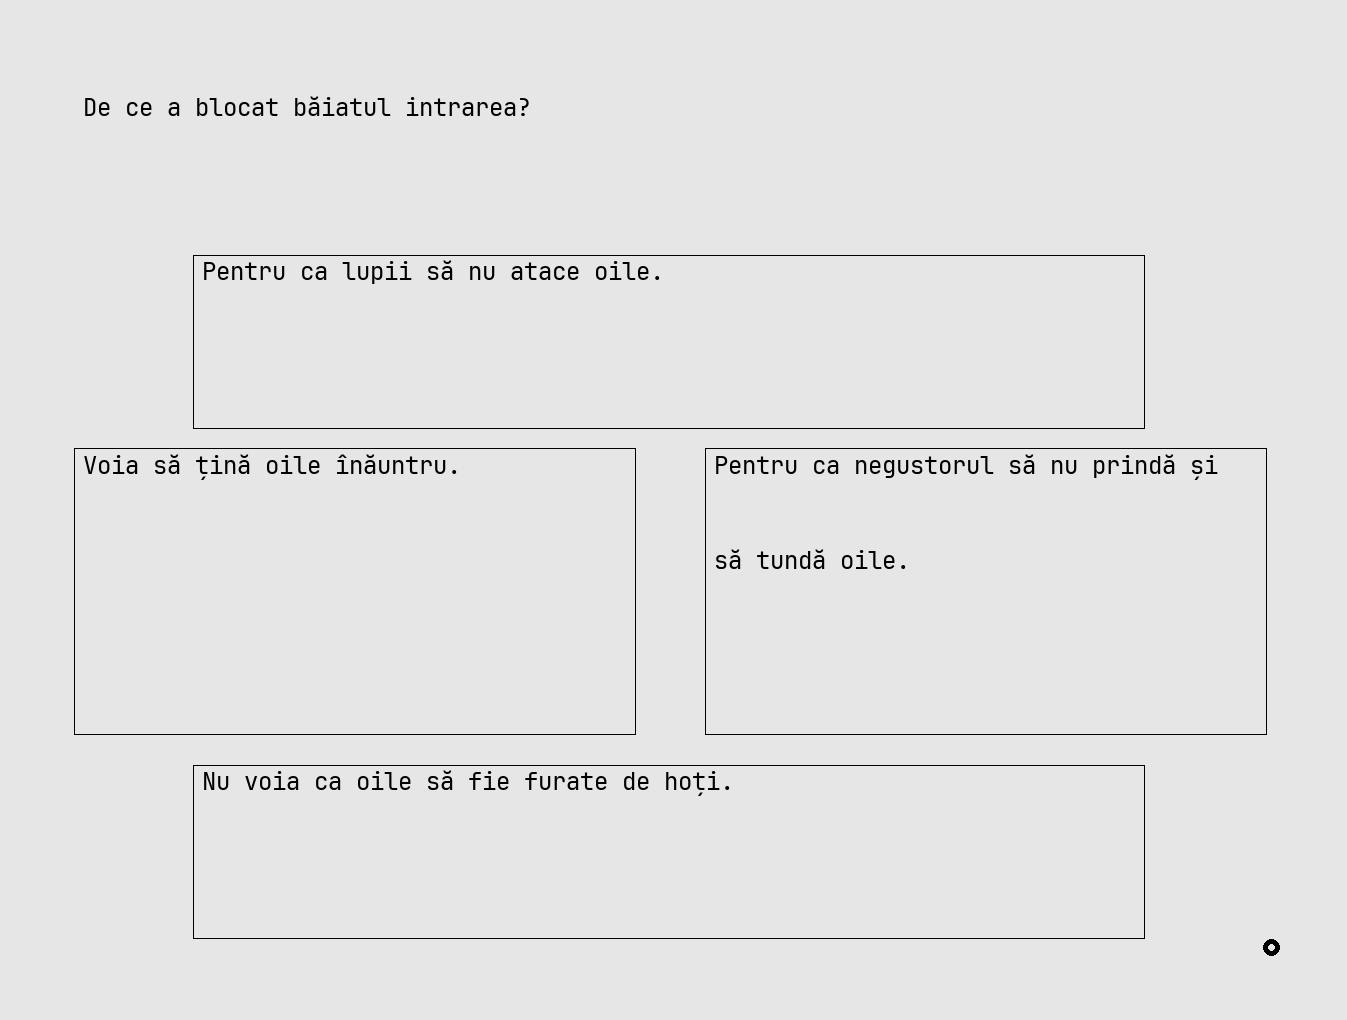 De ce a blocat băiatul intrarea?
Pentru ca lupii să nu atace oile.
Voia să țină oile înăuntru.
Pentru ca negustorul să nu prindă și
să tundă oile.
Nu voia ca oile să fie furate de hoți.